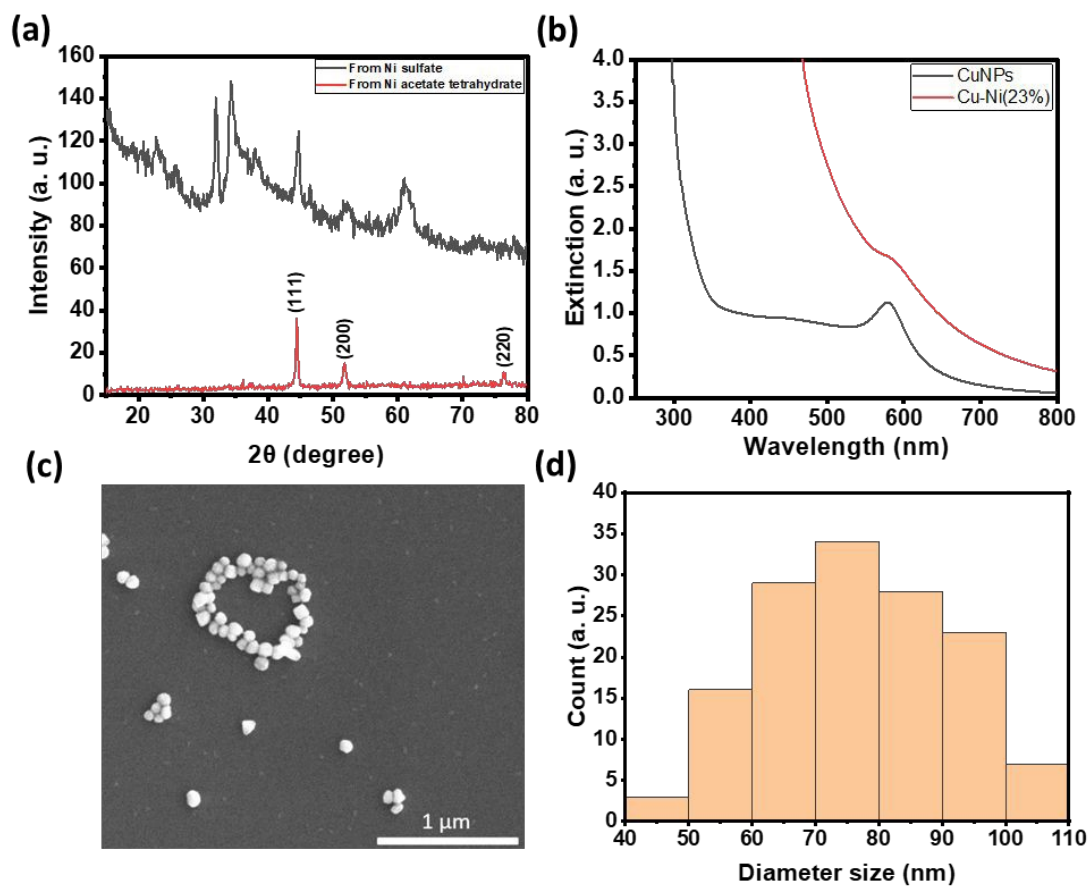 (a)
160
140
120
100
80
60
40
20
0
Intensity (a. u.)
From Ni sulfate
From Ni acetate tetrahydrate
(111)
(200)
(220)
20 30 40 50 60 70 80
2θ (degree)
(b)
4.0
3.5
3.0
2.5
2.0
1.5
1.0
0.5
0.0
Extinction (a. u.)
CuNPs
Cu-Ni(23%)
300 400 500 600 700 800
Wavelength (nm)
(c)
1 μm
(d)
40
35
30
25
20
15
10
5
0
Count (a. u.)
40 50 60 70 80 90 100 110
Diameter size (nm)